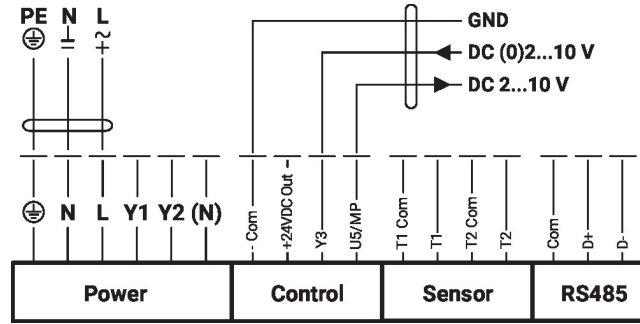 PE N L
GND
DC (0)2...10 V
DC 2...10 V
N L Y1 Y2 (N)
- Com
+24VDC Out -
Y3
U5/MP
T1 Com
T1
T2 Com
T2
Com
D+
D-
Power
Control
Sensor
RS485